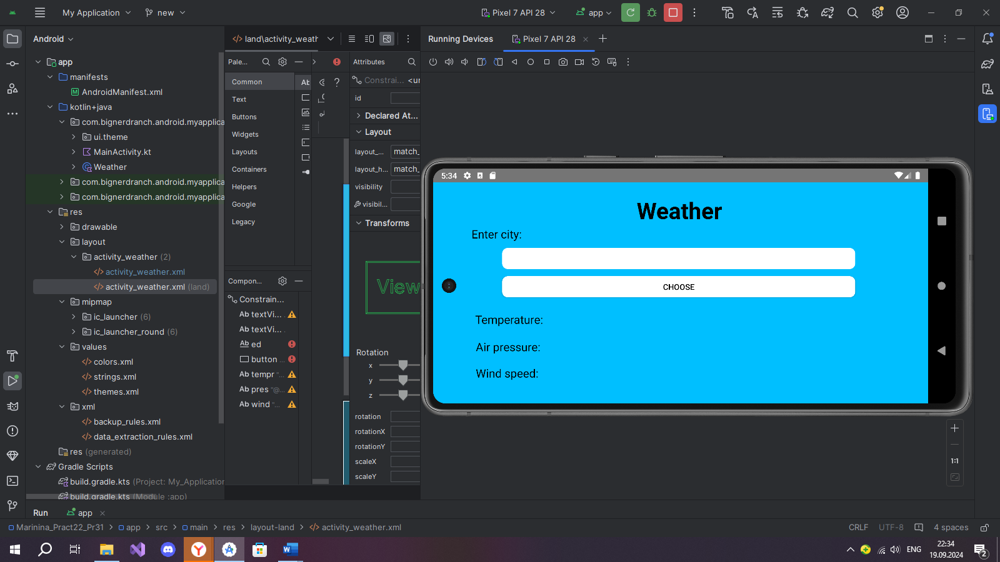 My Application
new
Pixel 7 API 28
app
Android
land\activity_weath
Running Devices
Pixel 7 API 28
app
manifests
AndroidManifest.xml
kotlin+java
com.bignerdranch.android.myapplica
ui.theme
MainActivity.kt
Weather
com.bignerdranch.android.myapplica
com.bignerdranch.android.myapplica
res
drawable
layout
activity_weather (2)
activity_weather.xml
activity_weather.xml (land)
mipmap
ic_launcher (6)
ic_launcher_round (6)
values
colors.xml
strings.xml
themes.xml
xml
backup_rules.xml
data_extraction_rules.xml
res (generated)
Gradle Scripts
build.gradle.kts (Project: My_Application
build.gradle.kts (Module :app)
Pale...
Common
Text
Buttons
Widgets
Layouts
Containers
Helpers
Google
Legacy
Ab
Compon...
Constrain...
Ab textVi...
Ab textVi...
Ab ed
button ...
Ab tempr "...
Ab pres "@...
Ab wind "...
Attributes
Constrai... <ur
id
Declared At...
Layout
layout_... match_
layout_h... match_
visibility
visibil...
Transforms
View
Rotation
x
y
z
rotation
rotationX
rotationY
scaleX
scaleY
5:34
Weather
Enter city:
CHOOSE
Temperature:
Air pressure:
Wind speed:
1:1
Run
app
Marinina_Pract22_Pr31 > app > src > main > res > layout-land > activity_weather.xml
CRLF
UTF-8
4 spaces
ENG
22:34
19.09.2024
2